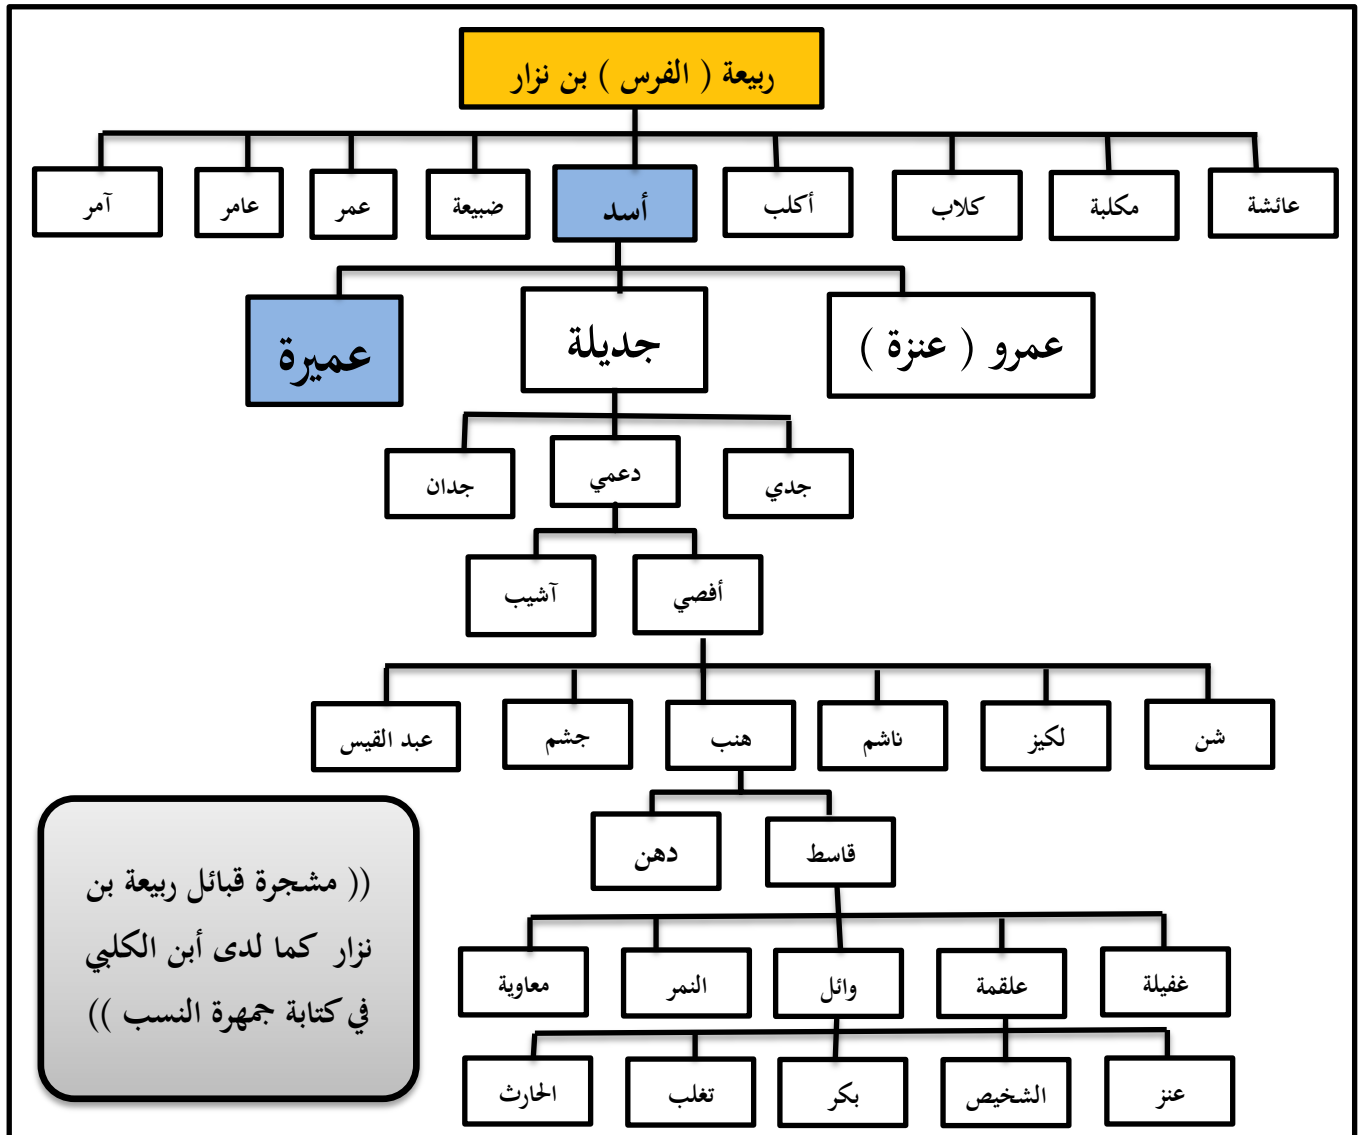 ربيعة ( الفرس ) بن نزار
عائشة
مكلبة
كلاب
أكلب
أسد
ضبيعة
عمر
عامر
آمر
عمرو ( عنزة )
جديلة
عميرة
جدي
دعمي
جدان
أفصي
آشيب
شن
لكيز
ناشم
هنب
جشم
عبد القيس
قاسط
دهن
غفيلة
علقمة
وائل
النمر
معاوية
عنز
الشخيص
بكر
تغلب
الحارث
(( مشجرة قبائل ربيعة بن
نزار كما لدى أبن الكلبي
في كتابة جمهرة النسب ))